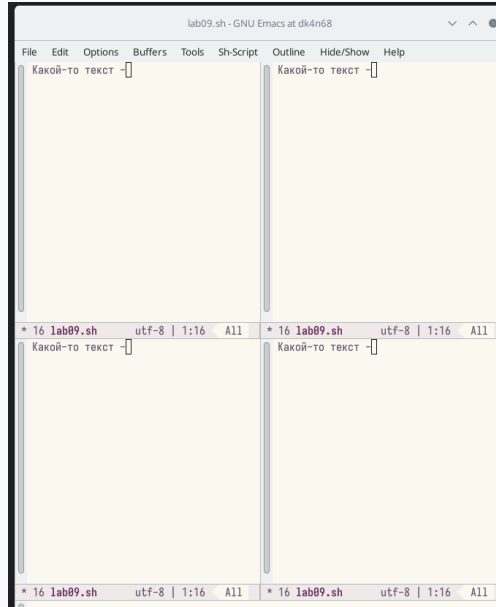 lab09.sh - GNU Emacs at dk4n68
File Edit Options Buffers Tools Sh-Script Outline Hide/Show Help
Какой-то текст -
Какой-то текст -
* 16 lab09.sh utf-8 | 1:16 All
* 16 lab09.sh utf-8 | 1:16 All
Какой-то текст -
Какой-то текст -
* 16 lab09.sh utf-8 | 1:16 All
* 16 lab09.sh utf-8 | 1:16 All